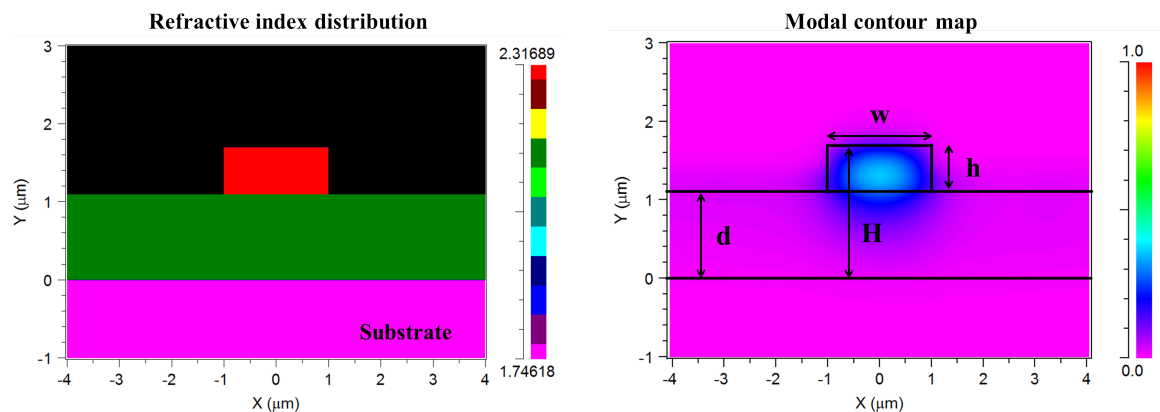 Refractive index distribution
Modal contour map
2.31689
1.74618
3
2
1
0
-1
-4
-3
-2
-1
0
1
2
3
4
Y (μm)
X (μm)
Substrate
1.0
0.0
3
2
1
0
-1
-4
-3
-2
-1
0
1
2
3
4
Y (μm)
X (μm)
w
h
H
d